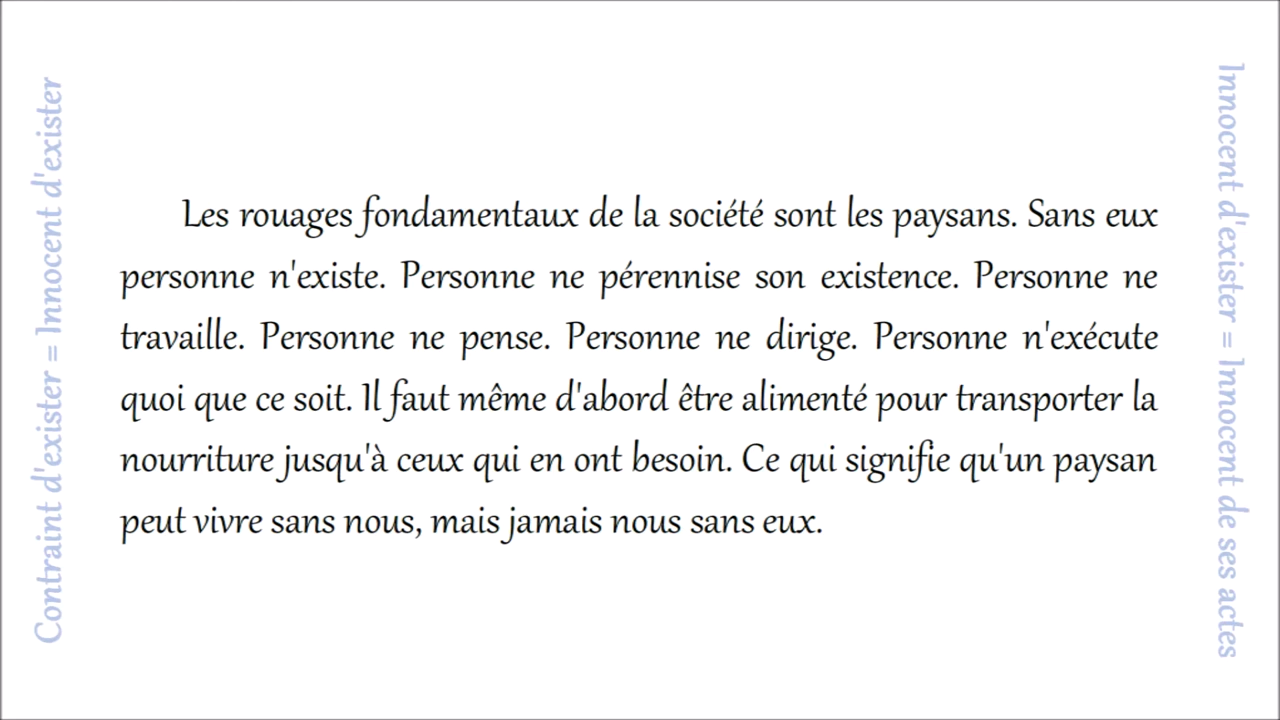 Contraint d'exister = Innocent d'exister
Les rouages fondamentaux de la société sont les paysans. Sans eux
personne n'existe. Personne ne pérennise son existence. Personne ne
travaille. Personne ne pense. Personne ne dirige. Personne n'exécute
quoi que ce soit. Il faut même d'abord être alimenté pour transporter la
nourriture jusqu'à ceux qui en ont besoin. Ce qui signifie qu'un paysan
peut vivre sans nous, mais jamais nous sans eux.
Innocent d'exister = Innocent de ses actes